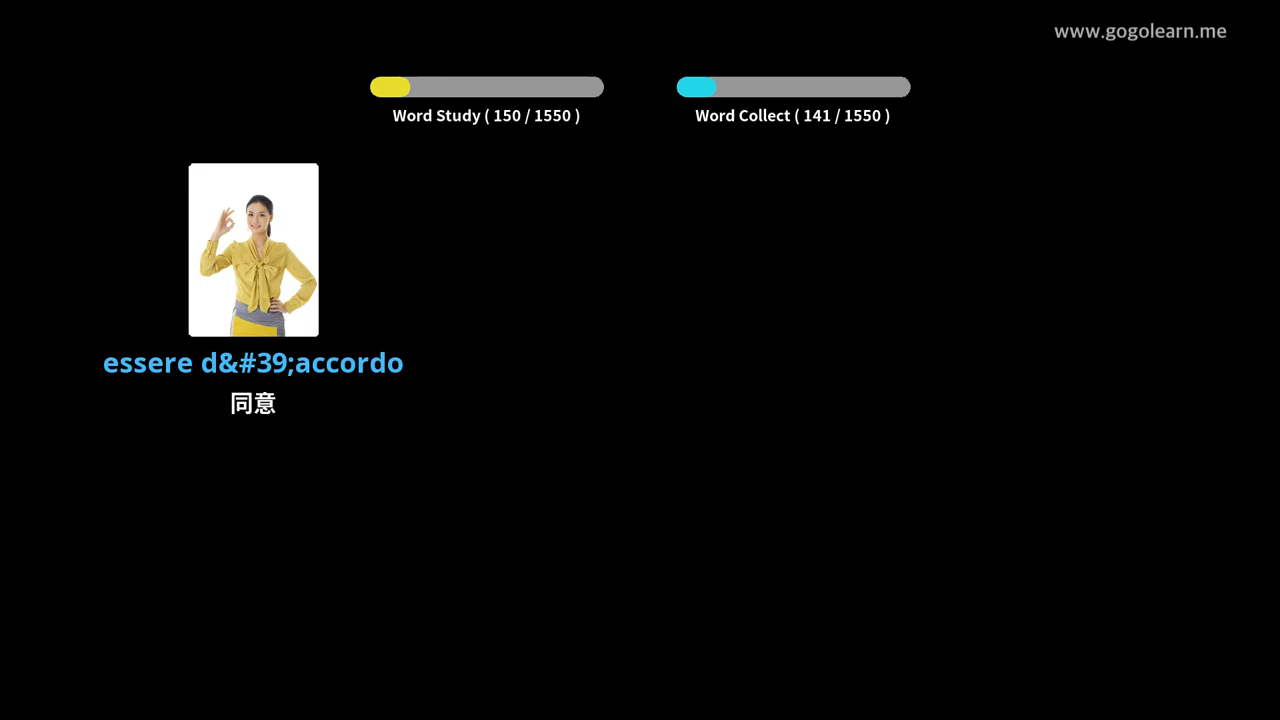 www.gogolearn.me
Word Study ( 150 / 1550 )
Word Collect ( 141 / 1550 )
essere d&#39;accordo
同意